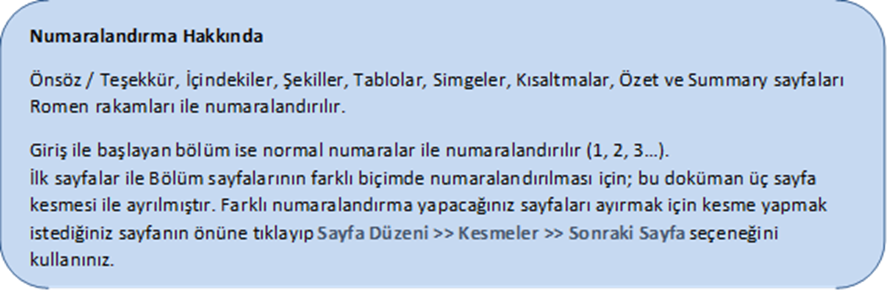 Numaralandırma Hakkında
Önsöz / Teşekkür, İçindekiler, Şekiller, Tablolar, Simgeler, Kısaltmalar, Özet ve Summary sayfaları
Romen rakamları ile numaralandırılır.
Giriş ile başlayan bölüm ise normal numaralar ile numaralandırılır (1, 2, 3…).
İlk sayfalar ile Bölüm sayfalarının farklı biçimde numaralandırılması için; bu doküman üç sayfa
kesmesi ile ayrılmıştır. Farklı numaralandırma yapacağınız sayfaları ayırmak için kesme yapmak
istediğiniz sayfanın önüne tıklayıp Sayfa Düzeni >> Kesmeler >> Sonraki Sayfa seçeneğini
kullanınız.